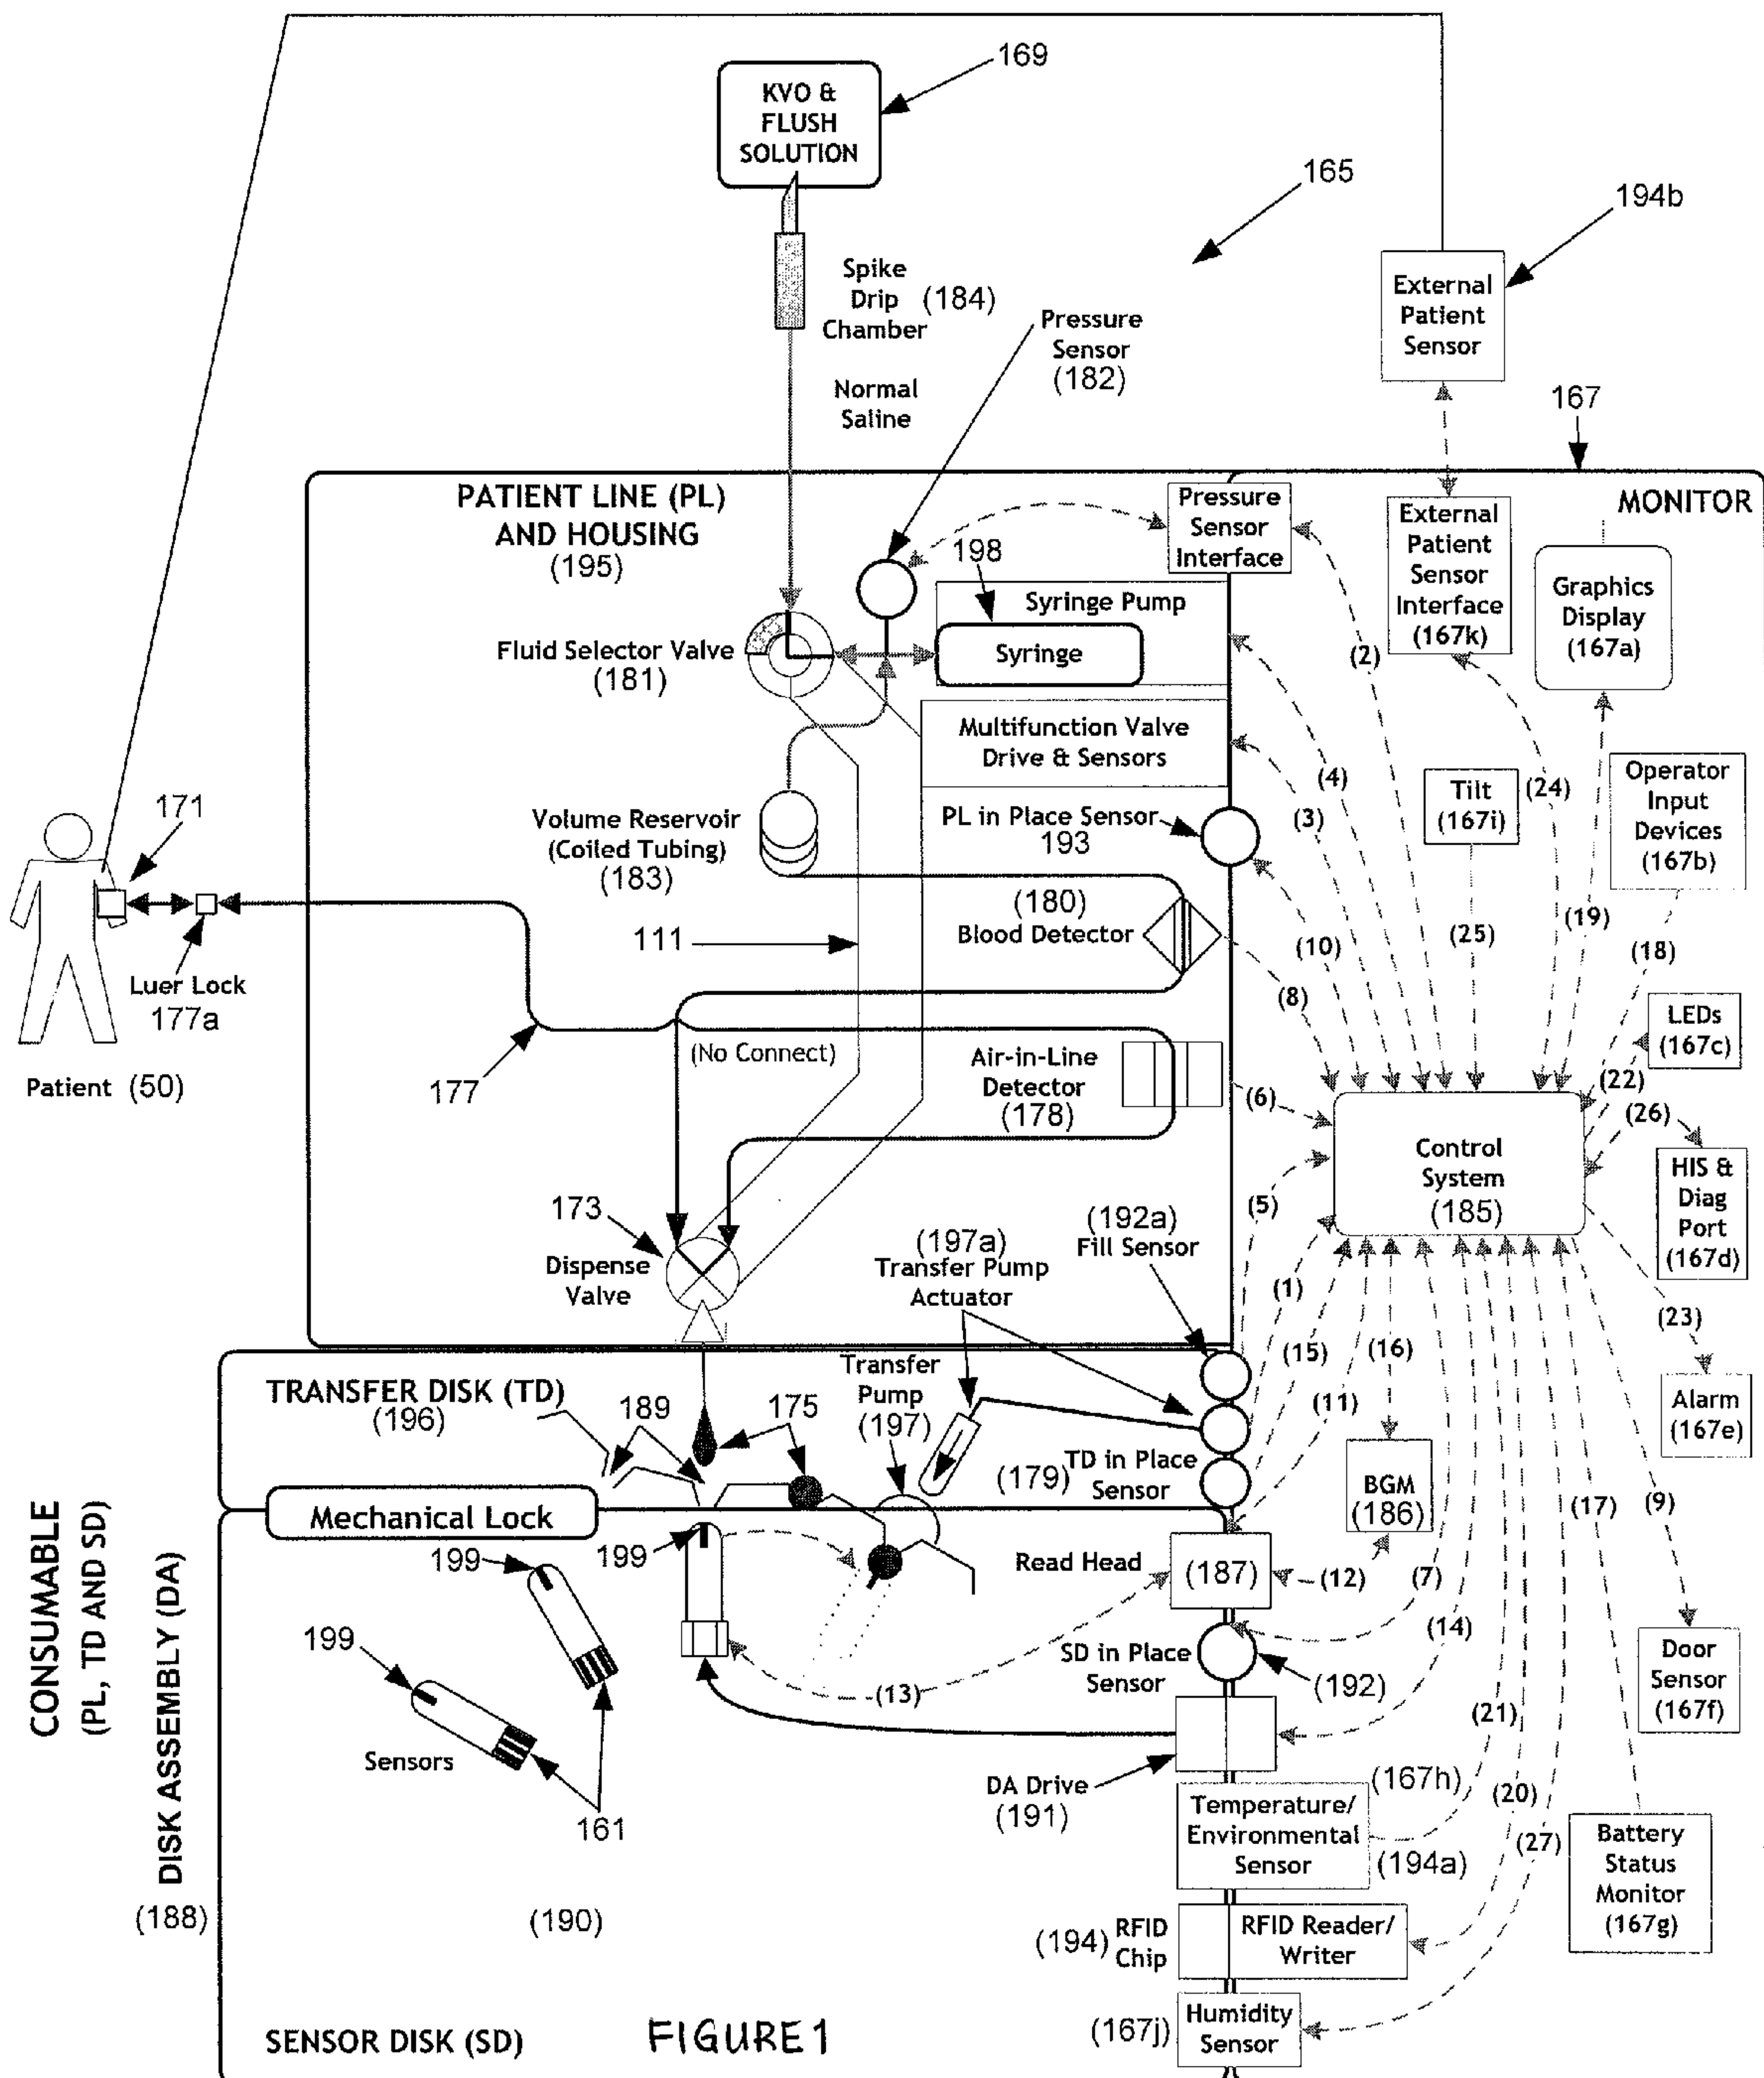 169
KVO &
FLUSH
SOLUTION
165
194b
Spike
Drip (184)
Chamber
External
Patient
Sensor
Pressure
Sensor
(182)
Normal
Saline
167
PATIENT LINE (PL)
AND HOUSING
(195)
Pressure
Sensor
Interface
External
Patient
Sensor
Interface
(167k)
MONITOR
198
Syringe Pump
Syringe
Graphics
Display
(167a)
Fluid Selector Valve
(181)
(2)
Multifunction Valve
Drive & Sensors
(4)
(3)
Tilt
(167i)
(24)
Operator
Input
Devices
(167b)
171
Volume Reservoir
(Coiled Tubing)
(183)
PL in Place Sensor
193
(180)
Blood Detector
111
(10)
(25)
(19)
(18)
Luer Lock
177a
(8)
LEDs
(167c)
(No Connect)
Air-in-Line
Detector
(178)
Patient (50)
177
(6)
(22)
(26)
Control
System
(185)
HIS &
Diag
Port
(167d)
173
Dispense
Valve
(197a)
Transfer Pump
Actuator
(192a)
Fill Sensor
(5)
(1)
(15)
(16)
(11)
(23)
TRANSFER DISK (TD)
(196)
189
175
Transfer
Pump
(197)
Alarm
(167e)
(179) TD in Place
Sensor
BGM
(186)
(17)
(9)
Mechanical Lock
199
199
199
Read Head
(187)
(12)
(7)
(14)
SD in Place
Sensor
(192)
(13)
Door
Sensor
(167f)
Sensors
161
DA Drive
(191)
(21)
(167h)
(20)
Temperature/
Environmental
Sensor
(194a)
(27)
Battery
Status
Monitor
(167g)
CONSUMABLE
(PL, TD AND SD)
DISK ASSEMBLY (DA)
(188)
(190)
(194) RFID
Chip
RFID Reader/
Writer
(167j)
Humidity
Sensor
SENSOR DISK (SD)
FIGURE 1